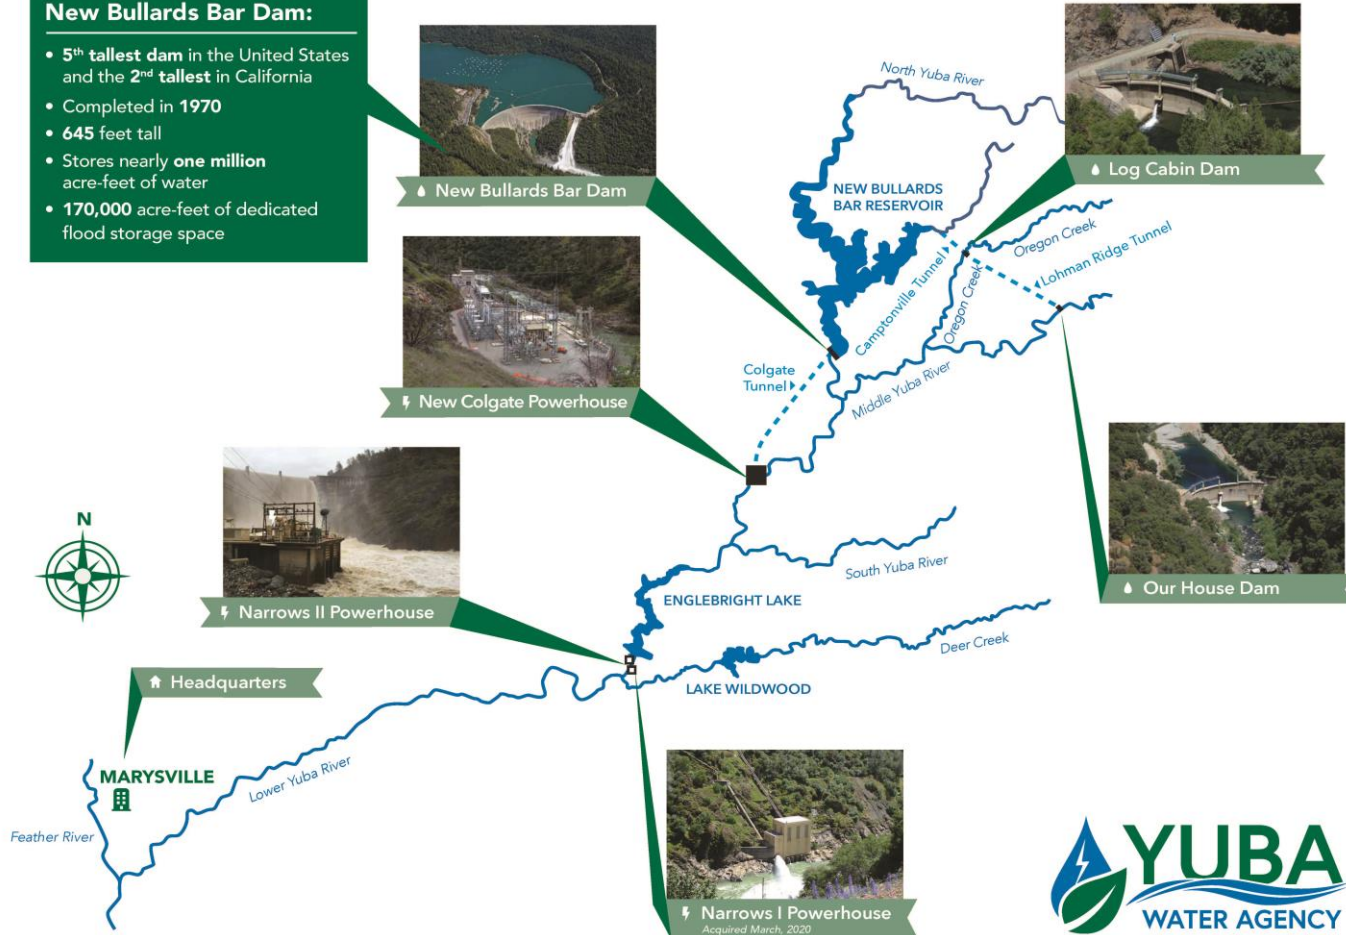 New Bullards Bar Dam:
• 5th tallest dam in the United States
and the 2nd tallest in California
• Completed in 1970
• 645 feet tall
• Stores nearly one million
acre-feet of water
• 170,000 acre-feet of dedicated
flood storage space
New Bullards Bar Dam
North Yuba River
Log Cabin Dam
NEW BULLARDS
BAR RESERVOIR
Oregon Creek
Lohman Ridge Tunnel
Camptonville Tunnel
Oregon Creek
Colgate
Tunnel
Middle Yuba River
New Colgate Powerhouse
Narrows II Powerhouse
N
South Yuba River
Our House Dam
ENGLEBRIGHT LAKE
Deer Creek
LAKE WILDWOOD
Headquarters
MARYSVILLE
Lower Yuba River
Feather River
Narrows I Powerhouse
Acquired March, 2020
YUBA
WATER AGENCY